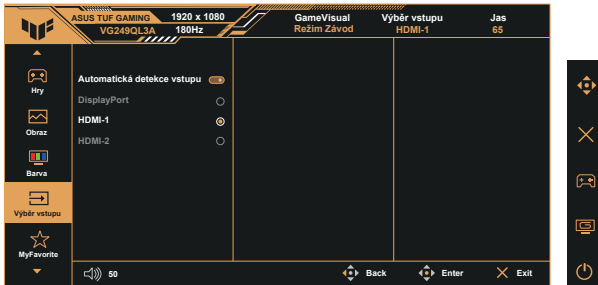 ASUS TUF GAMING 1920 x 1080 GameVisual Výběr vstupu Jas
VG249QL3A 180Hz Režim Závod HDMI-1 65
Hry
Obraz
Barva
Výběr vstupu
MyFavorite
Automatická detekce vstupu
DisplayPort
HDMI-1
HDMI-2
50 Back Enter Exit